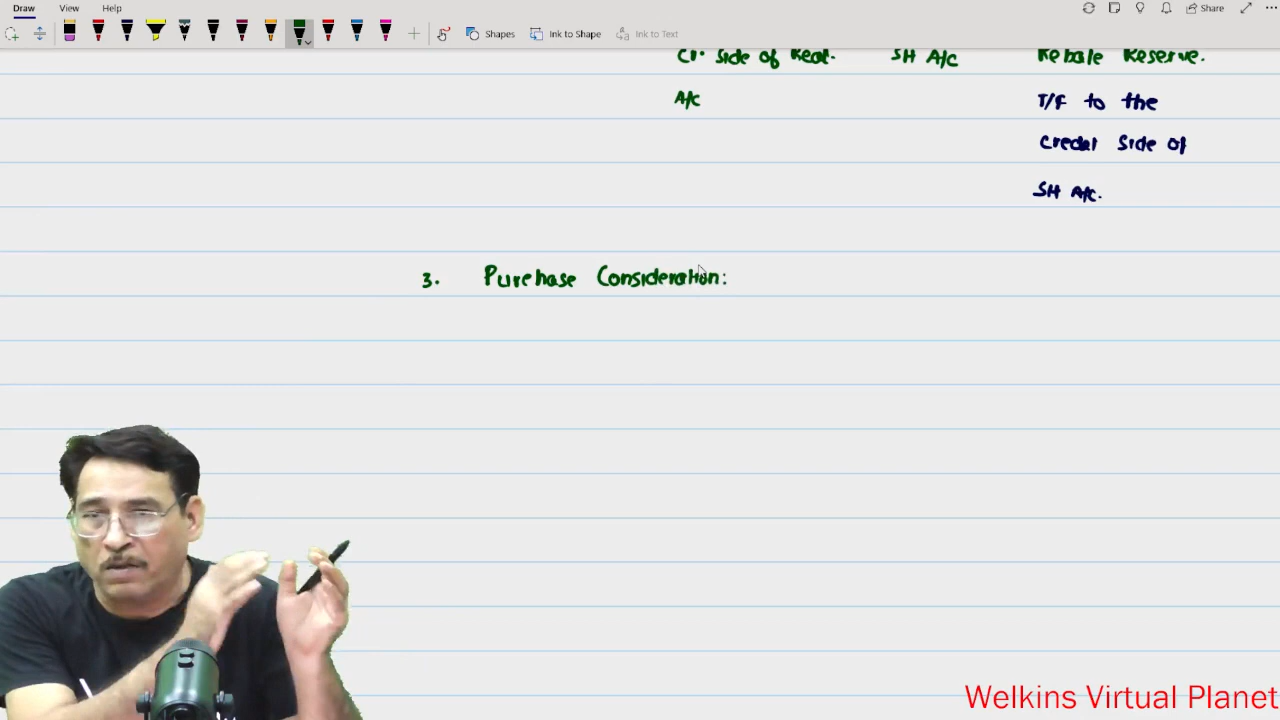 Draw View Help Share
Shapes Ink to Shape Ink to Text
Cr. Side of Real. SH A/C Rebate Reserve.
A/c T/F to the
Credit Side of
SH A/c.
3. Purchase Consideration:
Welkins Virtual Planet